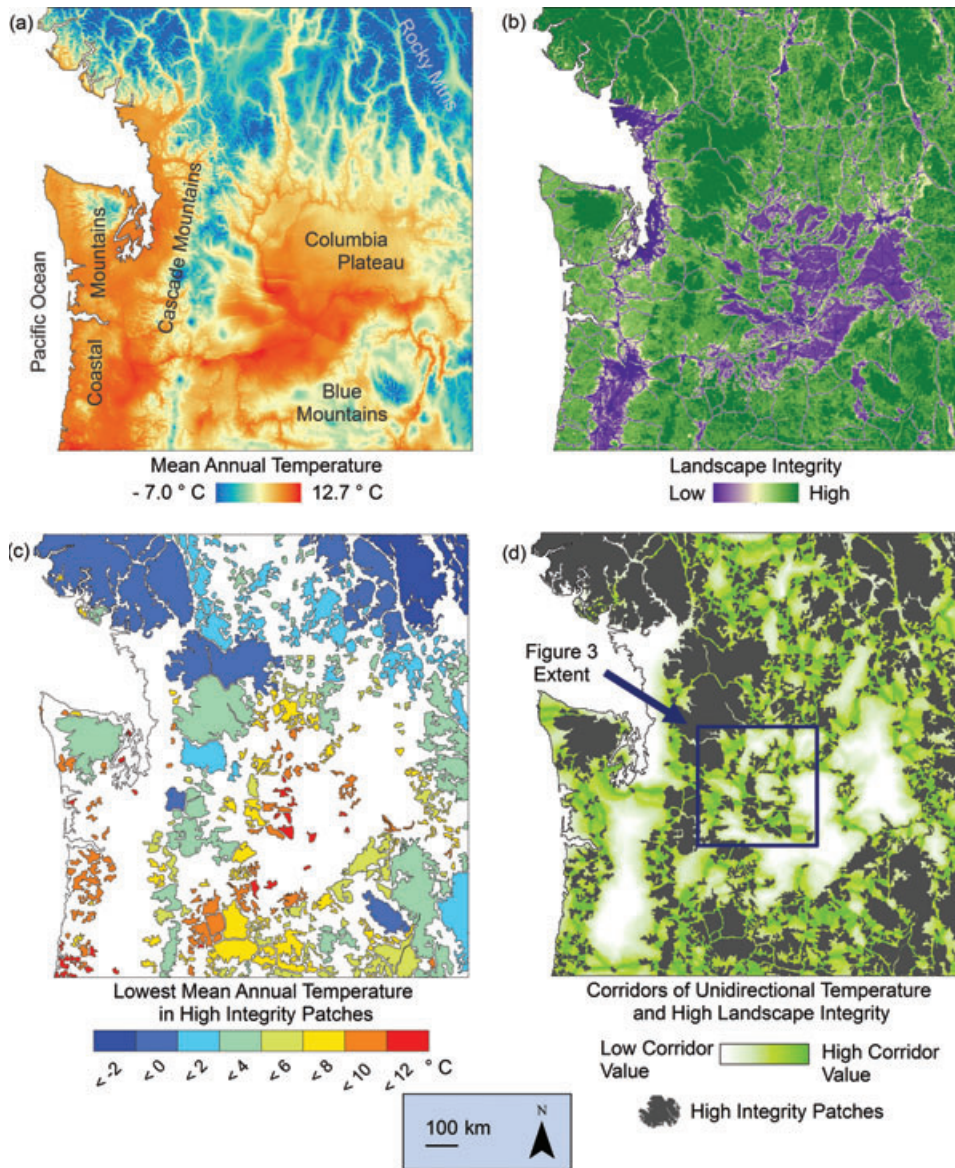 (a)
Rocky Mtns
Pacific Ocean
Coastal
Mountains
Cascade Mountains
Columbia
Plateau
Blue
Mountains
Mean Annual Temperature
- 7.0 ° C
12.7 ° C
(b)
Landscape Integrity
Low
High
(c)
Lowest Mean Annual Temperature
in High Integrity Patches
< -2
< 0
< 2
< 4
< 6
< 8
< 10
< 12
° C
(d)
Figure 3
Extent
Corridors of Unidirectional Temperature
and High Landscape Integrity
Low Corridor
Value
High Corridor
Value
High Integrity Patches
100 km
N